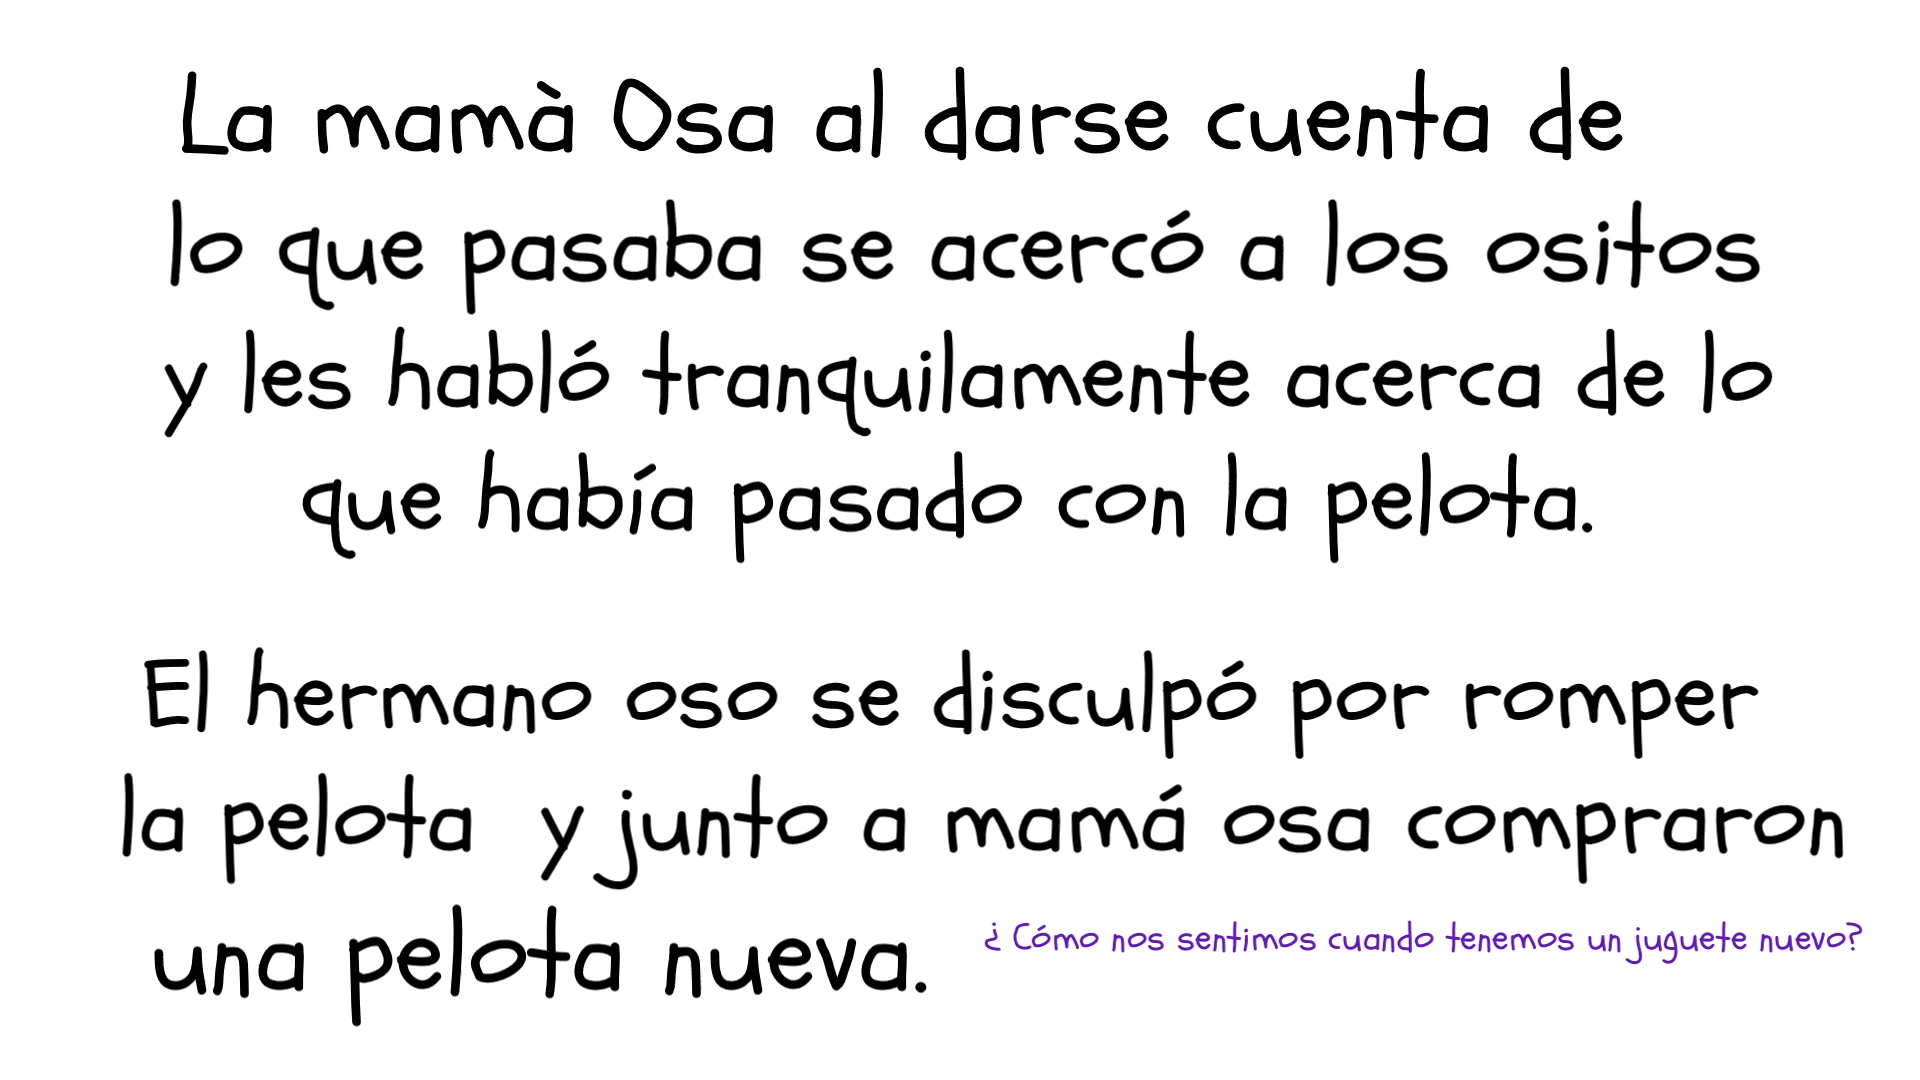 La mamà Osa al darse cuenta de
lo que pasaba se acercó a los ositos
y les habló tranquilamente acerca de lo
que había pasado con la pelota.
El hermano oso se disculpó por romper
la pelota  y junto a mamá osa compraron
una pelota nueva.
¿ Cómo nos sentimos cuando tenemos un juguete nuevo?